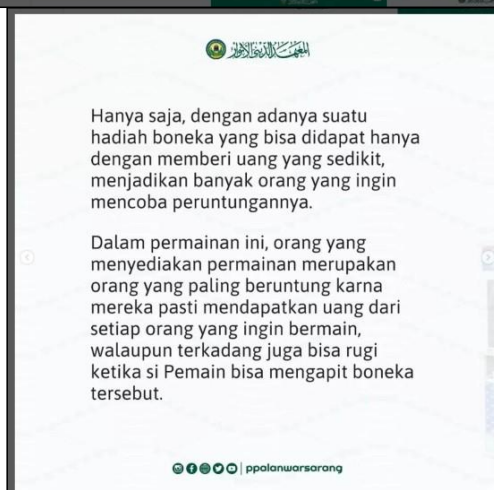 المعهد الديني الأنوار
Hanya saja, dengan adanya suatu
hadiah boneka yang bisa didapat hanya
dengan memberi uang yang sedikit,
menjadikan banyak orang yang ingin
mencoba peruntungannya.
Dalam permainan ini, orang yang
menyediakan permainan merupakan
orang yang paling beruntung karna
mereka pasti mendapatkan uang dari
setiap orang yang ingin bermain,
walaupun terkadang juga bisa rugi
ketika si Pemain bisa mengapit boneka
tersebut.
ppalanwarsarang